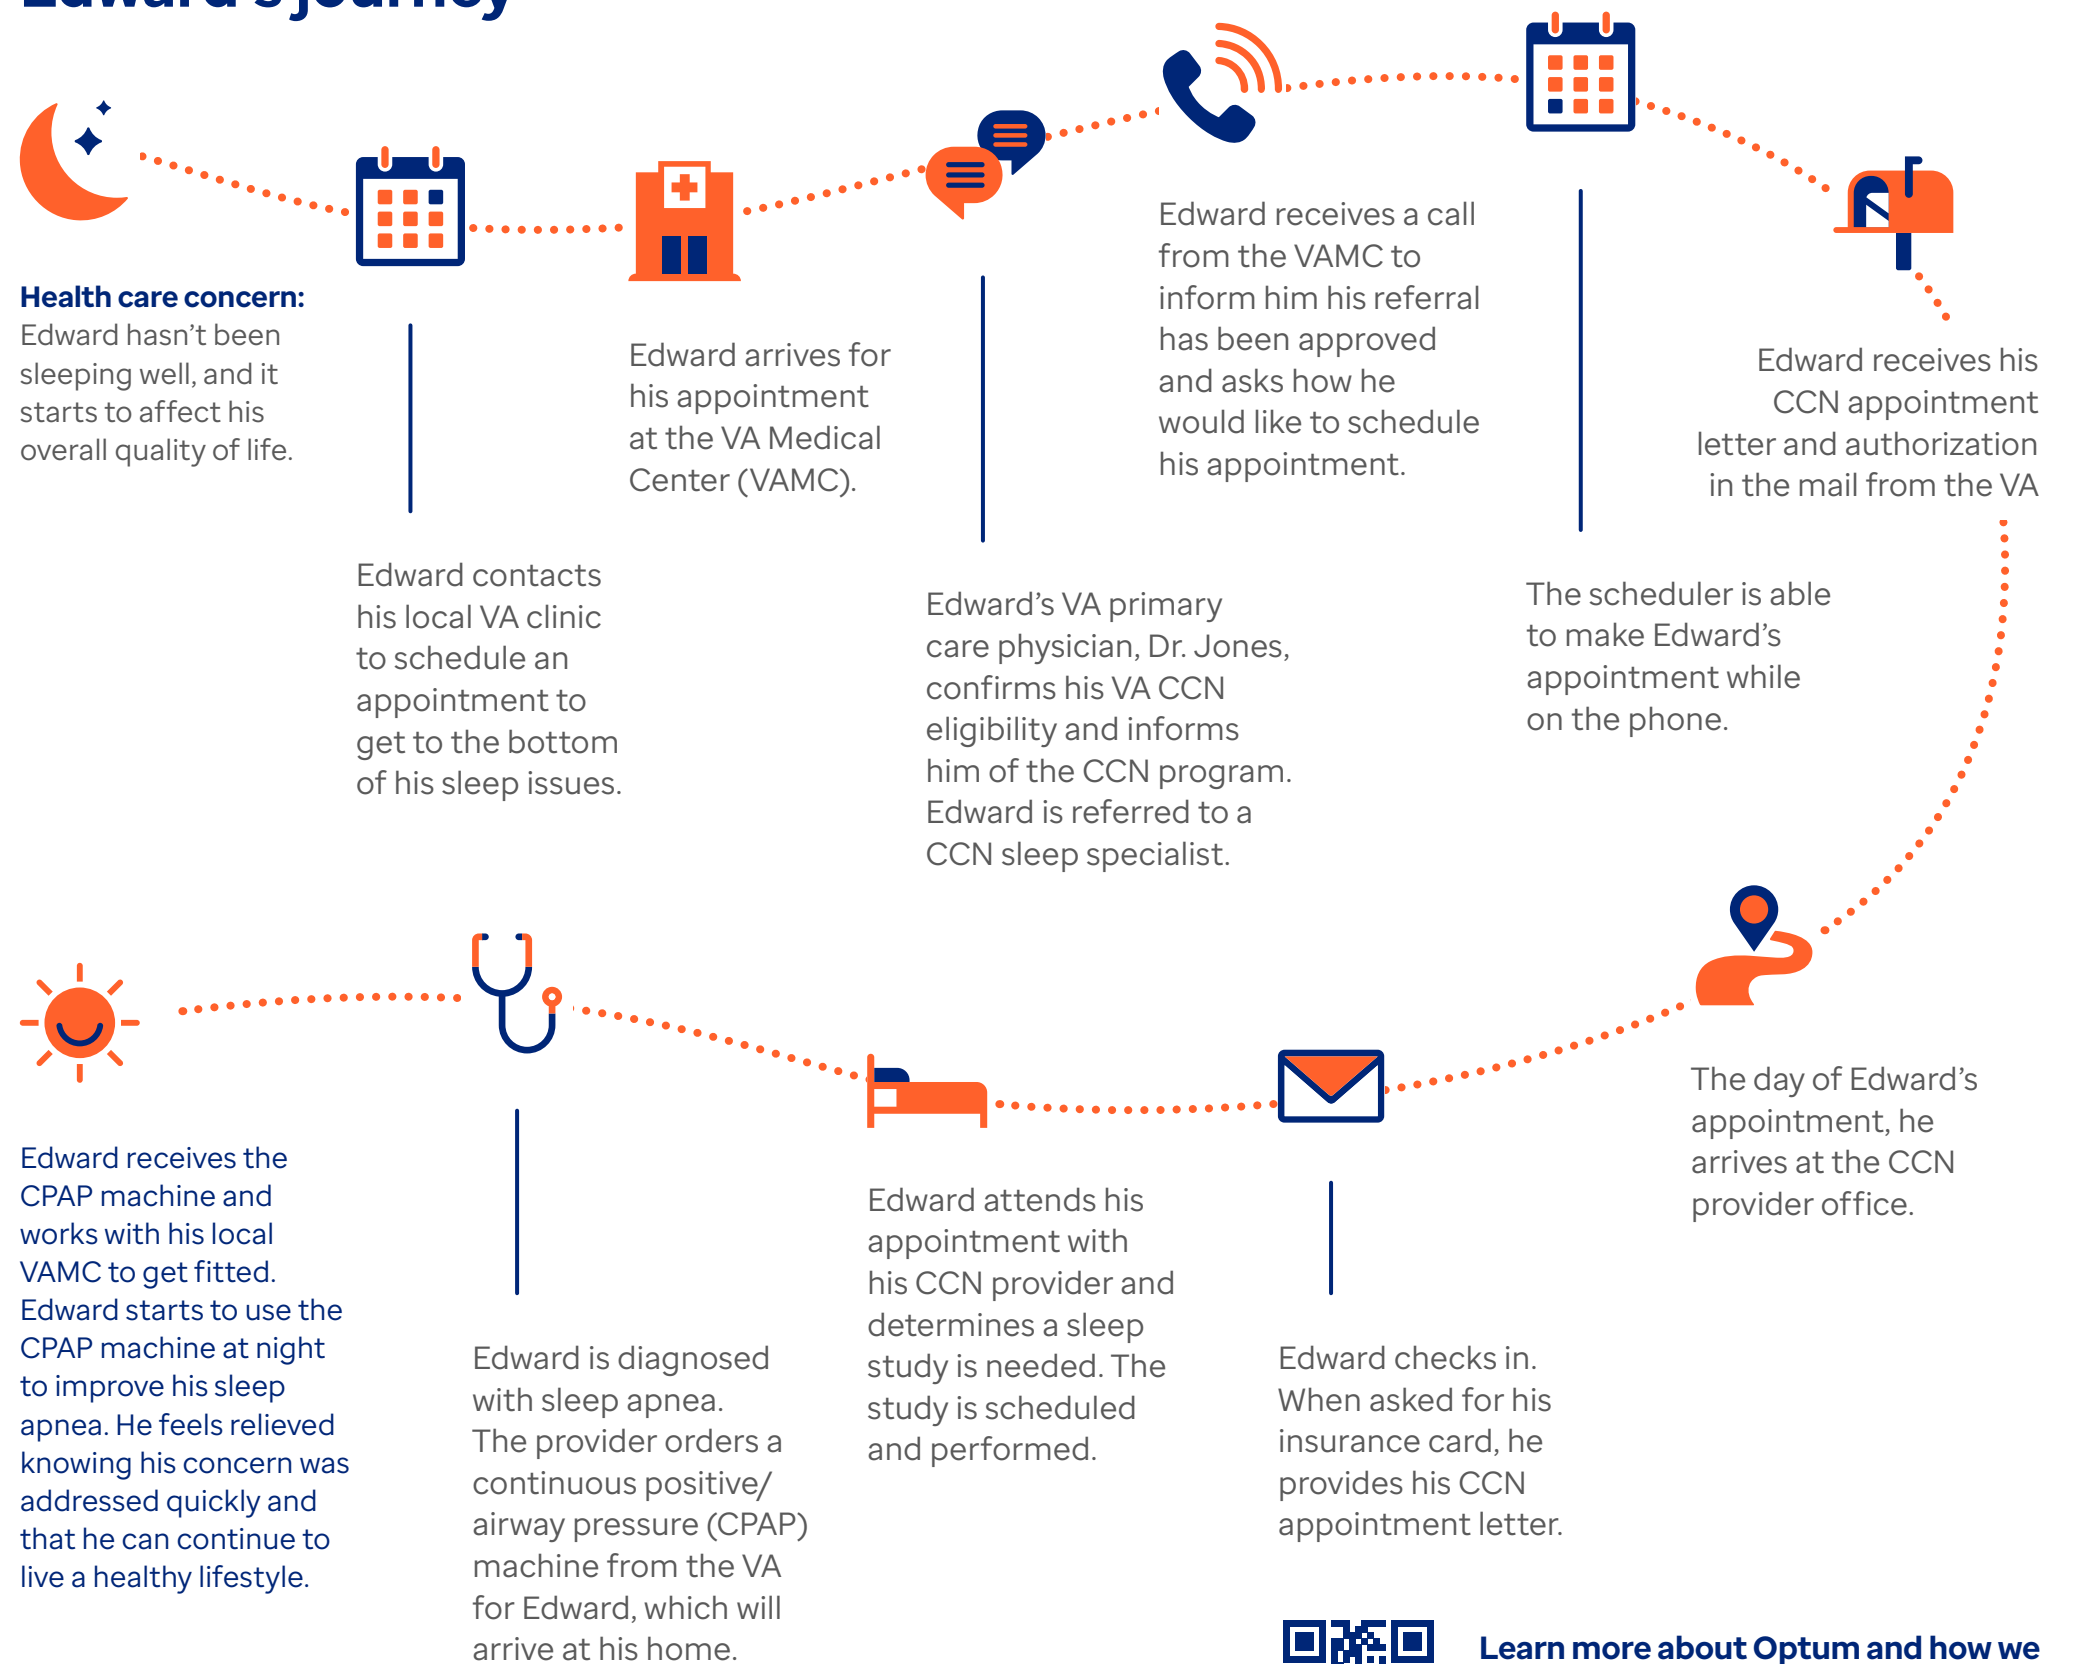 Edward's journey
Health care concern:
Edward hasn't been
sleeping well, and it
starts to affect his
overall quality of life.
Edward contacts
his local VA clinic
to schedule an
appointment to
get to the bottom
of his sleep issues.
Edward arrives for
his appointment
at the VA Medical
Center (VAMC).
Edward's VA primary
care physician, Dr. Jones,
confirms his VA CCN
eligibility and informs
him of the CCN program.
Edward is referred to a
CCN sleep specialist.
Edward receives a call
from the VAMC to
inform him his referral
has been approved
and asks how he
would like to schedule
his appointment.
The scheduler is able
to make Edward's
appointment while
on the phone.
Edward receives his
CCN appointment
letter and authorization
in the mail from the VA
The day of Edward's
appointment, he
arrives at the CCN
provider office.
Edward checks in.
When asked for his
insurance card, he
provides his CCN
appointment letter.
Edward attends his
appointment with
his CCN provider and
determines a sleep
study is needed. The
study is scheduled
and performed.
Edward is diagnosed
with sleep apnea.
The provider orders a
continuous positive/
airway pressure (CPAP)
machine from the VA
for Edward, which will
arrive at his home.
Edward receives the
CPAP machine and
works with his local
VAMC to get fitted.
Edward starts to use the
CPAP machine at night
to improve his sleep
apnea. He feels relieved
knowing his concern was
addressed quickly and
that he can continue to
live a healthy lifestyle.
Learn more about Optum and how we